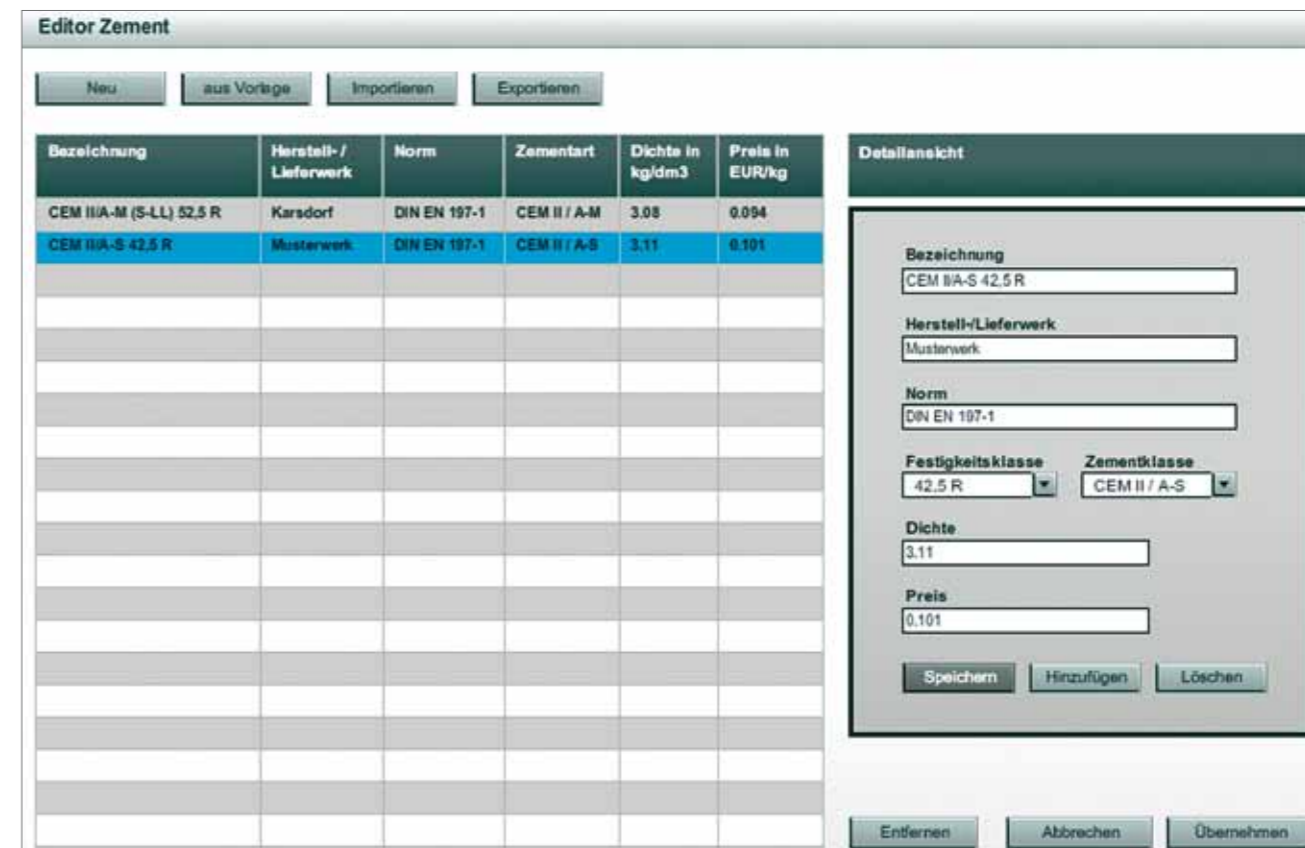 Editor Zement
Neu aus Vorlage Importieren Exportieren
Bezeichnung Herstell- / Lieferwerk Norm Zementart Dichte in kg/dm3 Preis in EUR/kg
CEM II/A-M (S-LL) 52,5 R Karsdorf DIN EN 197-1 CEM II / A-M 3.08 0.094
CEM II/A-S 42,5 R Musterwerk DIN EN 197-1 CEM II / A-S 3,11 0.101
Detailansicht
Bezeichnung
CEM II/A-S 42,5 R
Herstell-/Lieferwerk
Musterwerk
Norm
DIN EN 197-1
Festigkeitsklasse Zementklasse
42,5 R CEM II / A-S
Dichte
3.11
Preis
0.101
Speichern Hinzufügen Löschen
Entfernen Abbrechen Übernehmen